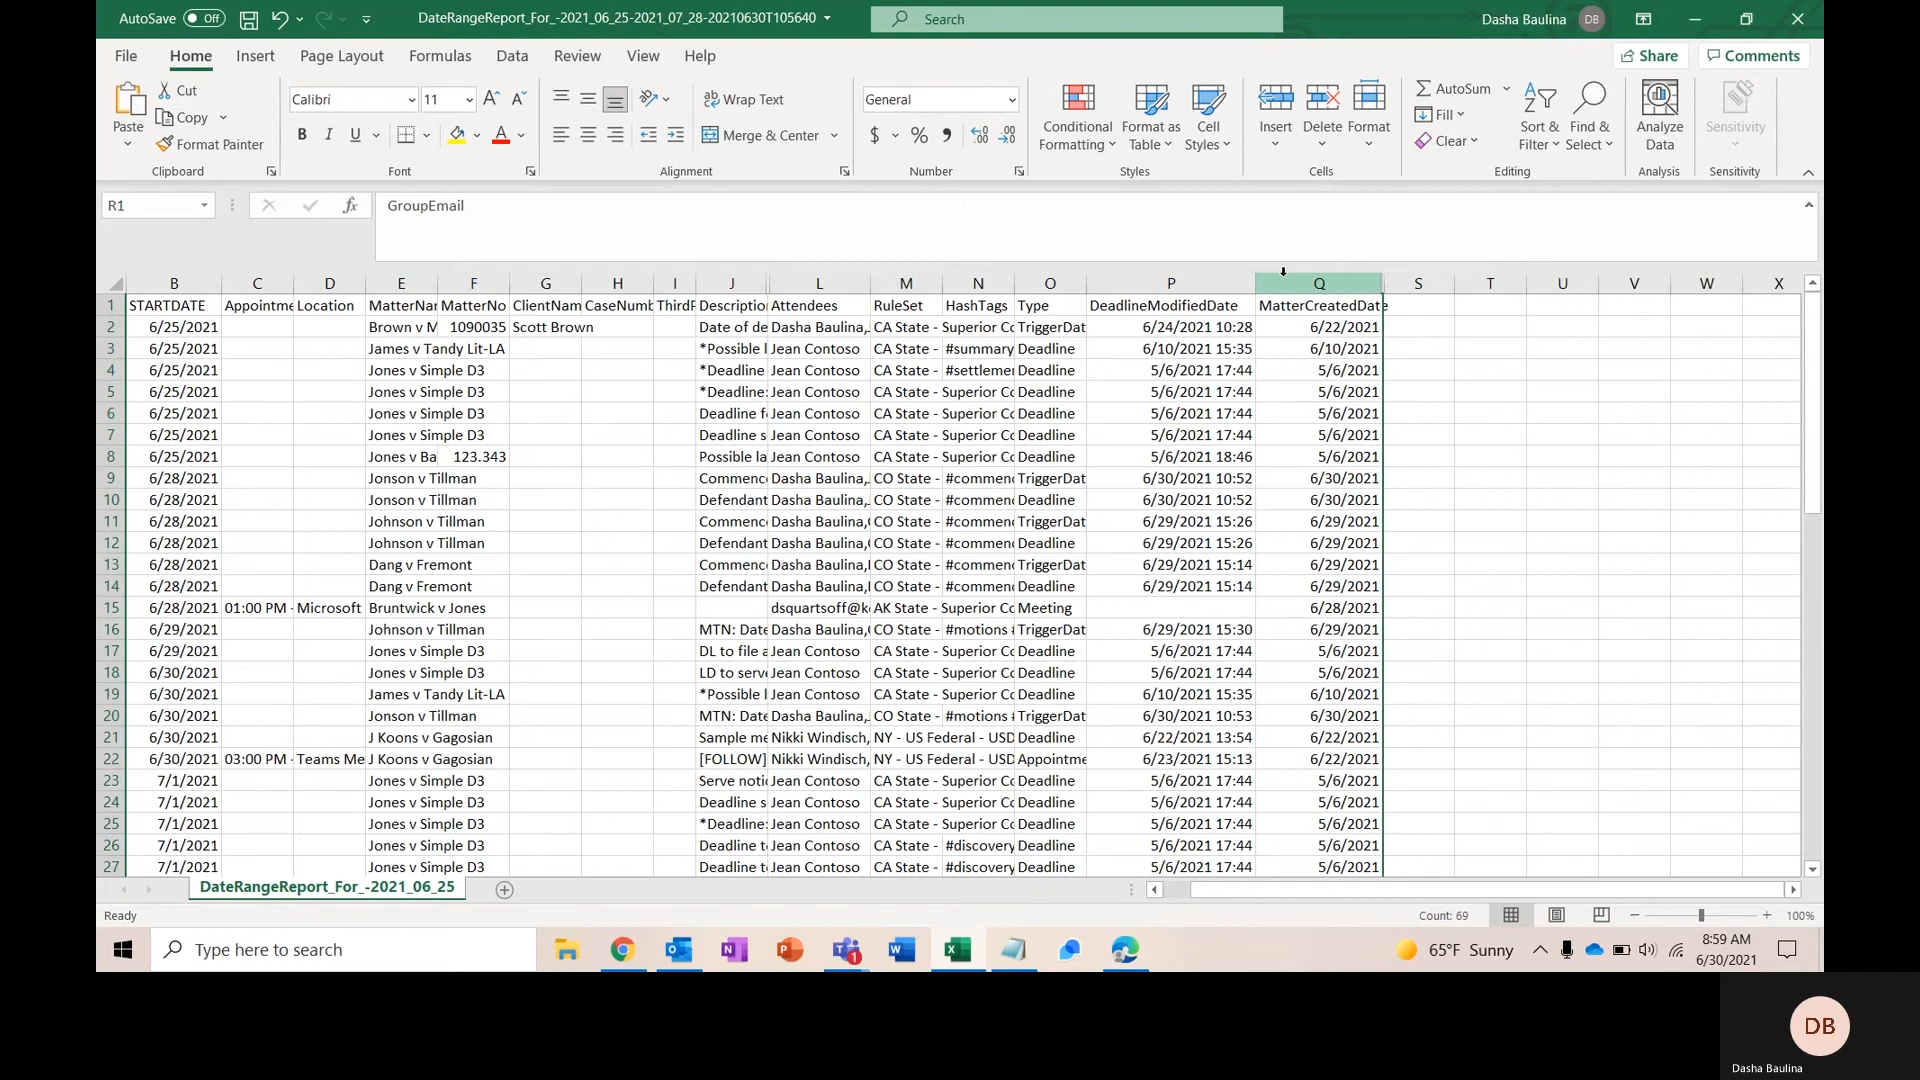 AutoSave Off DateRangeReport_For_-2021_06_25-2021_07_28-20210630T105640 Search Dasha Baulina DB
File Home Insert Page Layout Formulas Data Review View Help Share Comments
Paste Cut Copy Format Painter Clipboard
Calibri 11 B I U A Font
Wrap Text Merge & Center Alignment
General $ % Number
Conditional Formatting Format as Table Cell Styles Styles
Insert Delete Format Cells
AutoSum Fill Clear Sort & Filter Find & Select Editing
Analyze Data Analysis Sensitivity Sensitivity
R1 fx GroupEmail
B C D E F G H I J L M N O P Q S T U V W X
1 STARTDATE Appointme Location MatterNar MatterNo ClientNam CaseNumb ThirdP Description Attendees RuleSet HashTags Type DeadlineModifiedDate MatterCreatedDate
2 6/25/2021 Brown v M 1090035 Scott Brown Date of de Dasha Baulina, CA State - Superior Co TriggerDat 6/24/2021 10:28 6/22/2021
3 6/25/2021 James v Tandy Lit-LA *Possible l Jean Contoso CA State - #summary Deadline 6/10/2021 15:35 6/10/2021
4 6/25/2021 Jones v Simple D3 *Deadline Jean Contoso CA State - #settleme Deadline 5/6/2021 17:44 5/6/2021
5 6/25/2021 Jones v Simple D3 *Deadline: Jean Contoso CA State - Superior Co Deadline 5/6/2021 17:44 5/6/2021
6 6/25/2021 Jones v Simple D3 Deadline f Jean Contoso CA State - Superior Co Deadline 5/6/2021 17:44 5/6/2021
7 6/25/2021 Jones v Simple D3 Deadline s Jean Contoso CA State - Superior Co Deadline 5/6/2021 17:44 5/6/2021
8 6/25/2021 Jones v Ba 123.343 Possible la Jean Contoso CA State - Superior Co Deadline 5/6/2021 18:46 5/6/2021
9 6/28/2021 Jonson v Tillman Commenc Dasha Baulina, CO State - #commen TriggerDat 6/30/2021 10:52 6/30/2021
10 6/28/2021 Jonson v Tillman Defendant Dasha Baulina, CO State - #commen Deadline 6/30/2021 10:52 6/30/2021
11 6/28/2021 Johnson v Tillman Commenc Dasha Baulina, CO State - #commen TriggerDat 6/29/2021 15:26 6/29/2021
12 6/28/2021 Johnson v Tillman Defendant Dasha Baulina, CO State - #commen Deadline 6/29/2021 15:26 6/29/2021
13 6/28/2021 Dang v Fremont Commenc Dasha Baulina, CO State - #commen TriggerDat 6/29/2021 15:14 6/29/2021
14 6/28/2021 Dang v Fremont Defendant Dasha Baulina, CO State - #commen Deadline 6/29/2021 15:14 6/29/2021
15 6/28/2021 01:00 PM - Microsoft Bruntwick v Jones dsquartsoff@k AK State - Superior Co Meeting 6/28/2021
16 6/29/2021 Johnson v Tillman MTN: Date Dasha Baulina, CO State - #motions # TriggerDat 6/29/2021 15:30 6/29/2021
17 6/29/2021 Jones v Simple D3 DL to file a Jean Contoso CA State - Superior Co Deadline 5/6/2021 17:44 5/6/2021
18 6/30/2021 Jones v Simple D3 LD to serv Jean Contoso CA State - Superior Co Deadline 5/6/2021 17:44 5/6/2021
19 6/30/2021 James v Tandy Lit-LA *Possible l Jean Contoso CA State - Superior Co Deadline 6/10/2021 15:35 6/10/2021
20 6/30/2021 Jonson v Tillman MTN: Date Dasha Baulina, CO State - #motions # TriggerDat 6/30/2021 10:53 6/30/2021
21 6/30/2021 J Koons v Gagosian Sample me Nikki Windisch, NY - US Federal - USD Deadline 6/22/2021 13:54 6/22/2021
22 6/30/2021 03:00 PM - Teams Me J Koons v Gagosian [FOLLOW] Nikki Windisch, NY - US Federal - USD Appointme 6/23/2021 15:13 6/22/2021
23 7/1/2021 Jones v Simple D3 Serve noti Jean Contoso CA State - Superior Co Deadline 5/6/2021 17:44 5/6/2021
24 7/1/2021 Jones v Simple D3 Deadline s Jean Contoso CA State - Superior Co Deadline 5/6/2021 17:44 5/6/2021
25 7/1/2021 Jones v Simple D3 *Deadline: Jean Contoso CA State - Superior Co Deadline 5/6/2021 17:44 5/6/2021
26 7/1/2021 Jones v Simple D3 Deadline t Jean Contoso CA State - #discovery Deadline 5/6/2021 17:44 5/6/2021
27 7/1/2021 Jones v Simple D3 Deadline t Jean Contoso CA State - #discovery Deadline 5/6/2021 17:44 5/6/2021
DateRangeReport_For_-2021_06_25
Ready Count: 69 100%
Type here to search 65°F Sunny 8:59 AM
6/30/2021
DB
Dasha Baulina